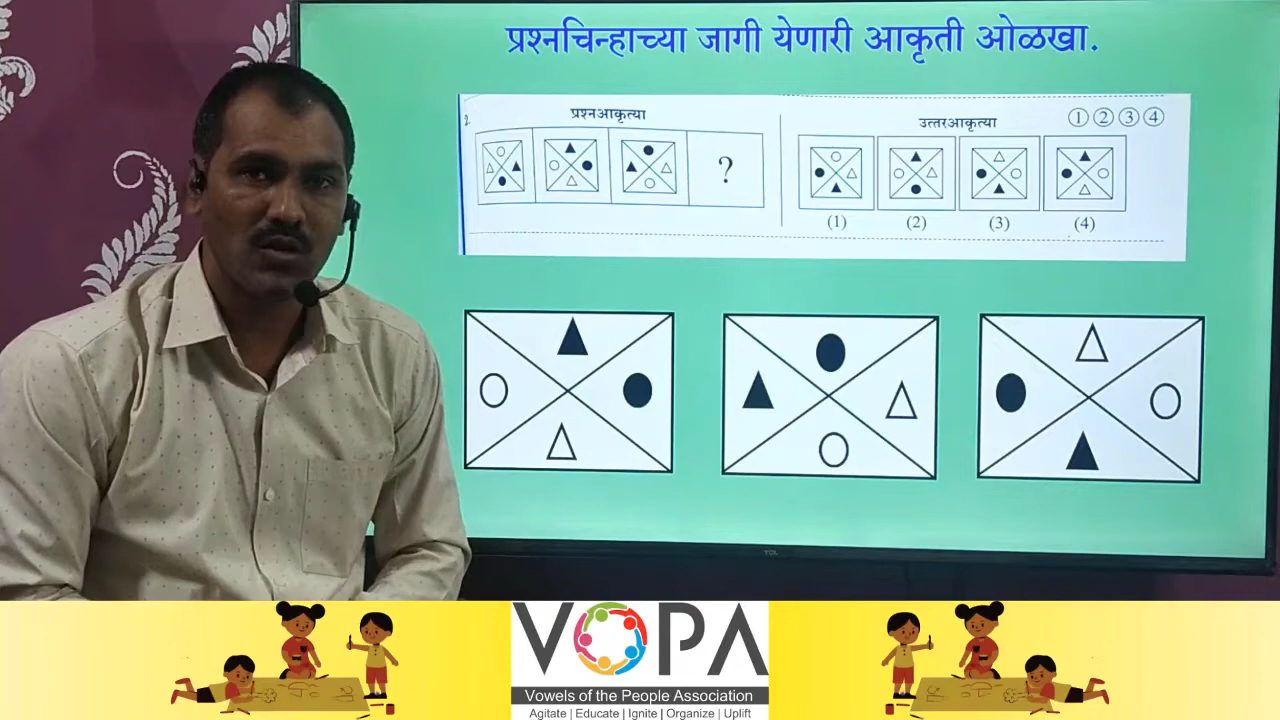 प्रश्नचिन्हाच्या जागी येणारी आकृती ओळखा.
2.
प्रश्नआकृत्या
उत्तरआकृत्या
① ② ③ ④
?
(1) (2) (3) (4)
TCL
VOPA
Vowels of the People Association
Agitate | Educate | Ignite | Organize | Uplift